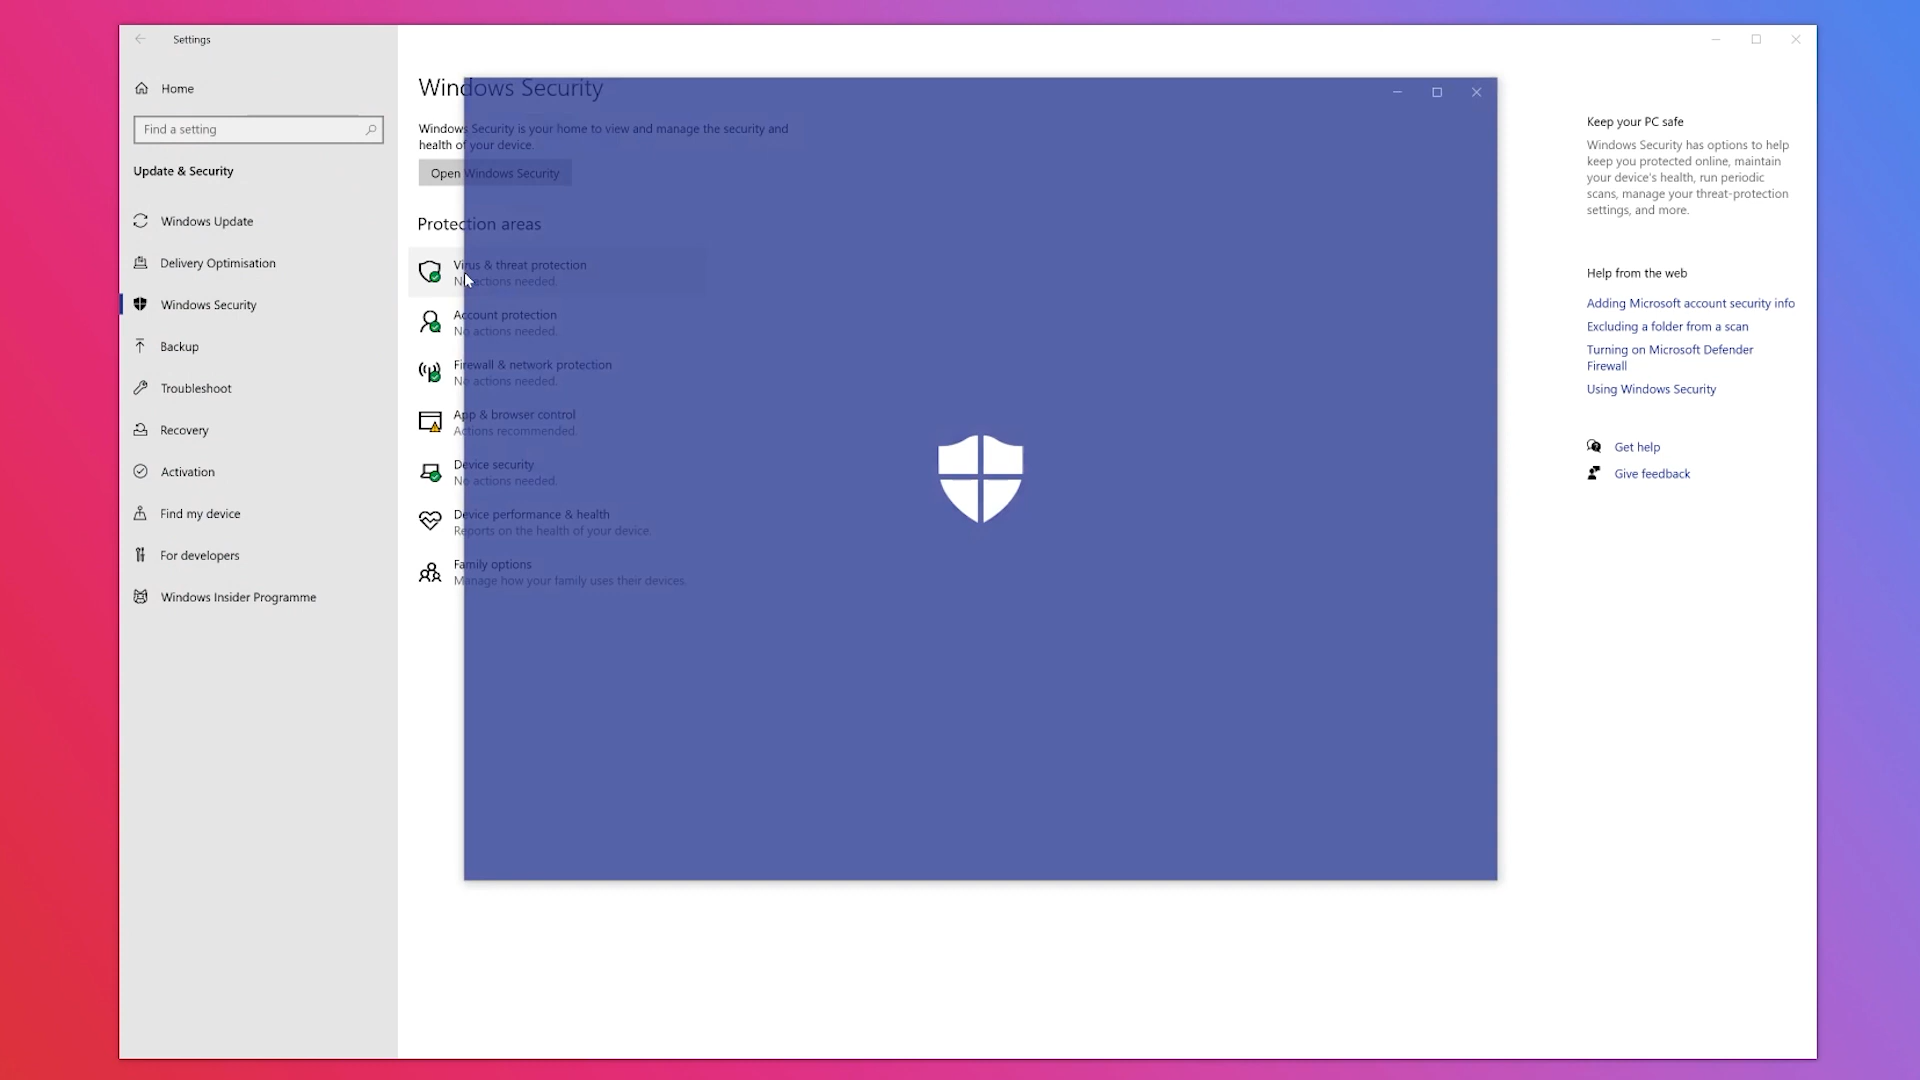 Settings
Home
Find a setting
Update & Security
Windows Update
Delivery Optimisation
Windows Security
Backup
Troubleshoot
Recovery
Activation
Find my device
For developers
Windows Insider Programme
Windows Security
Windows Security is your home to view and manage the security and
health of your device.
Open Windows Security
Protection areas
Virus & threat protection
No actions needed.
Account protection
No actions needed.
Firewall & network protection
No actions needed.
App & browser control
Actions recommended.
Device security
No actions needed.
Device performance & health
Reports on the health of your device.
Family options
Manage how your family uses their devices.
Keep your PC safe
Windows Security has options to help
keep you protected online, maintain
your device's health, run periodic
scans, manage your threat-protection
settings, and more.
Help from the web
Adding Microsoft account security info
Excluding a folder from a scan
Turning on Microsoft Defender
Firewall
Using Windows Security
Get help
Give feedback